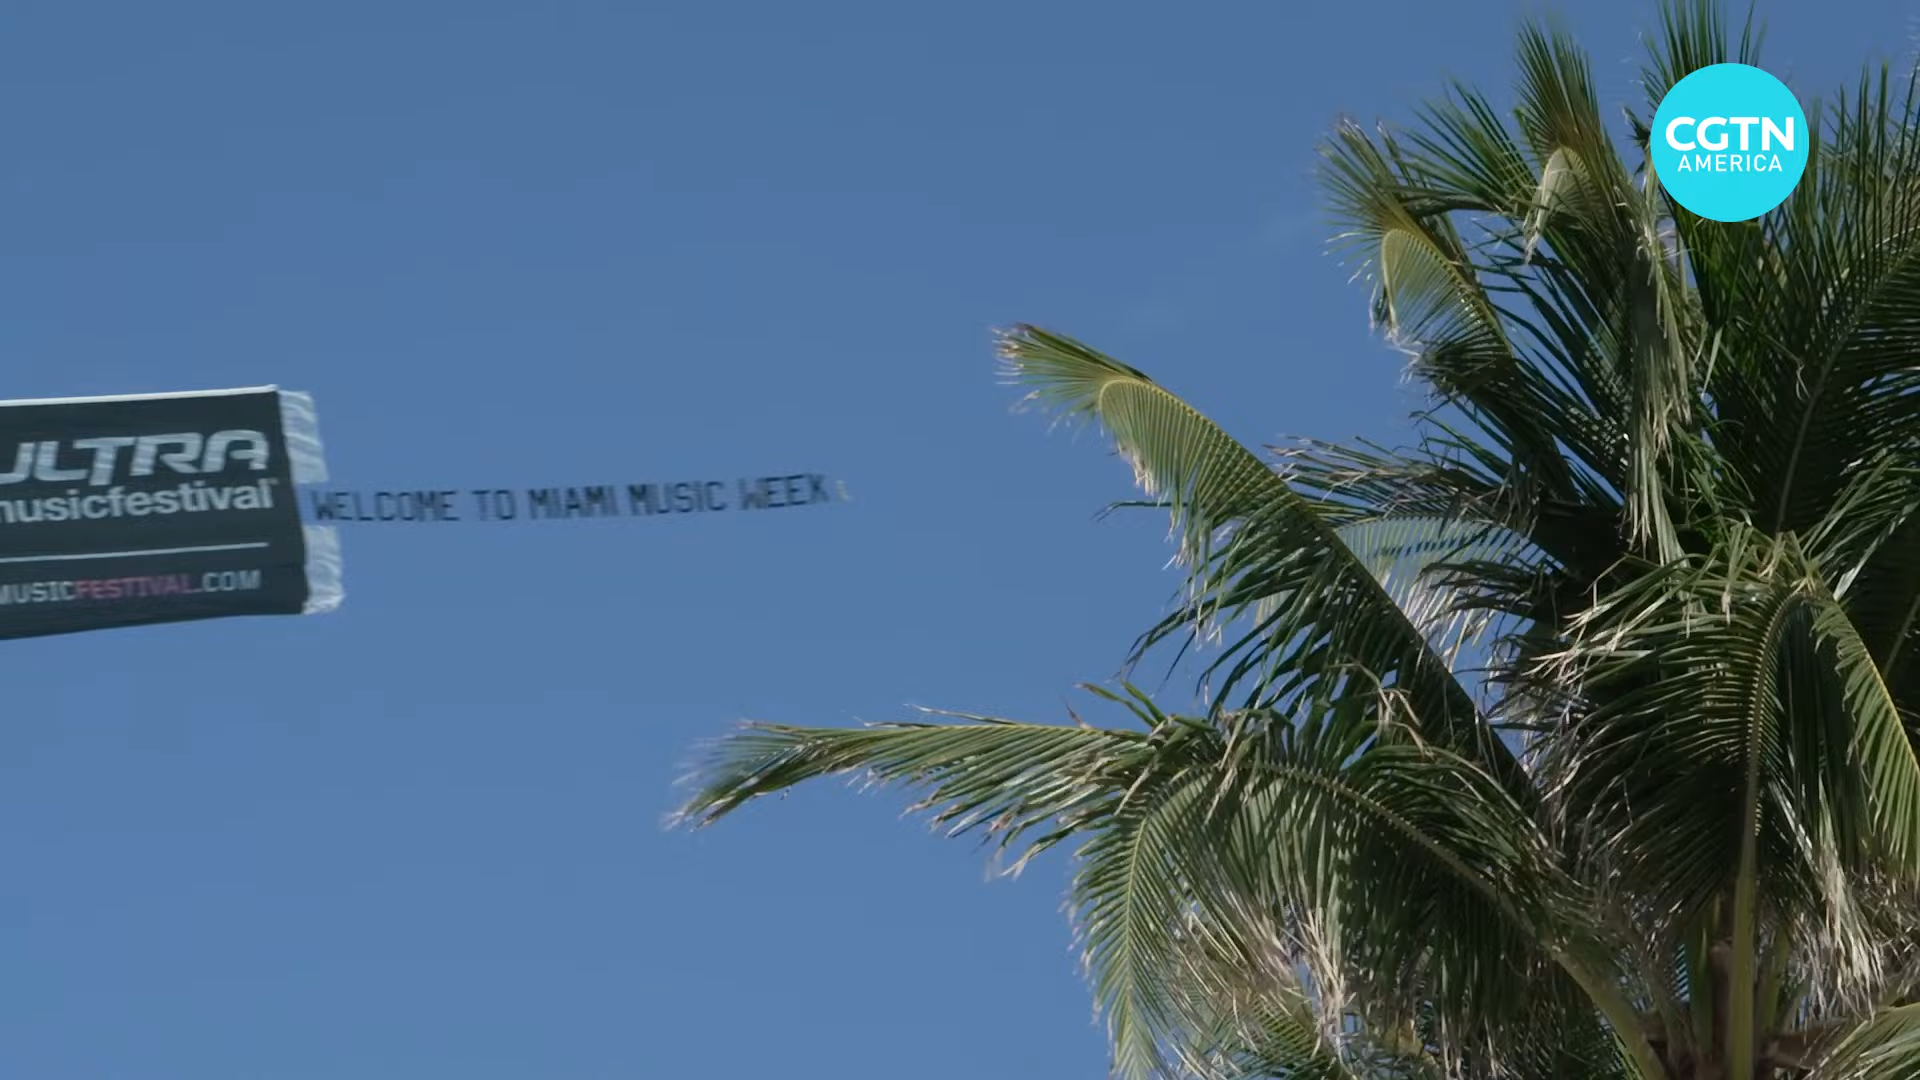 CGTN
AMERICA
ULTRA
musicfestival
WELCOME TO MIAMI MUSIC WEEK
MUSICFESTIVAL.COM